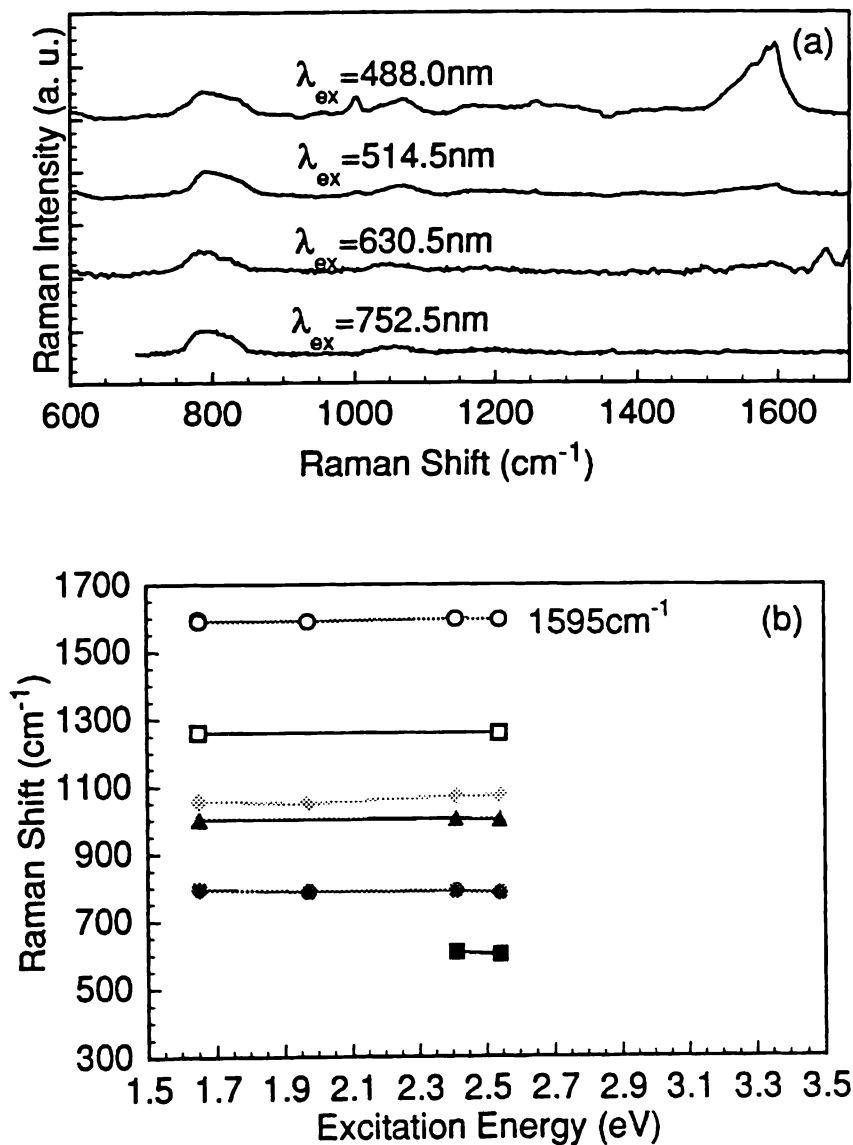 (a)
λex=488.0nm
λex=514.5nm
λex=630.5nm
λex=752.5nm
Raman Intensity (a. u.)
600 800 1000 1200 1400 1600
Raman Shift (cm-1)
1700
1500
1300
1100
900
700
500
300
1595cm-1
(b)
Raman Shift (cm-1)
1.5 1.7 1.9 2.1 2.3 2.5 2.7 2.9 3.1 3.3 3.5
Excitation Energy (eV)